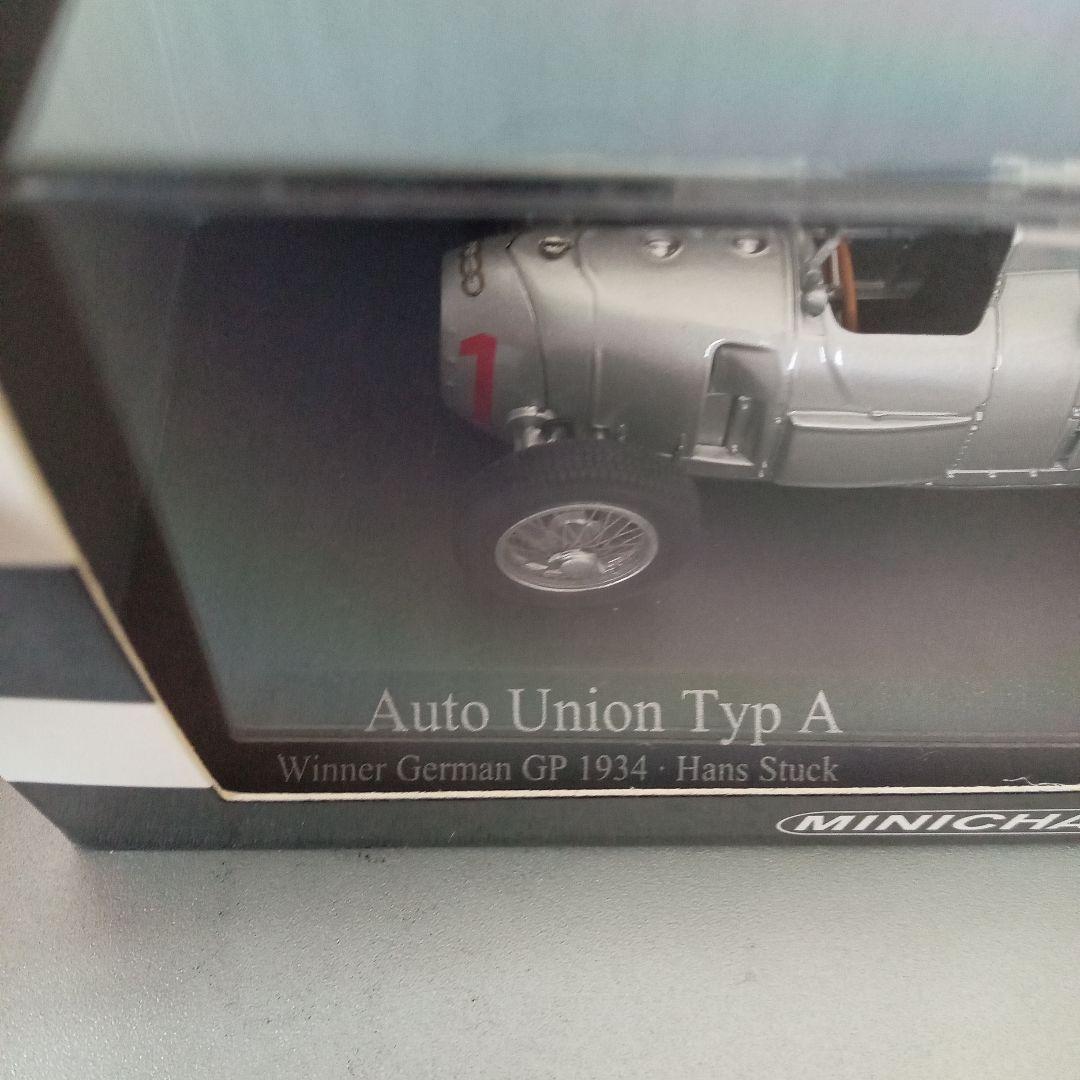 1
Auto Union Typ A
Winner German GP 1934 · Hans Stuck
MINICHA